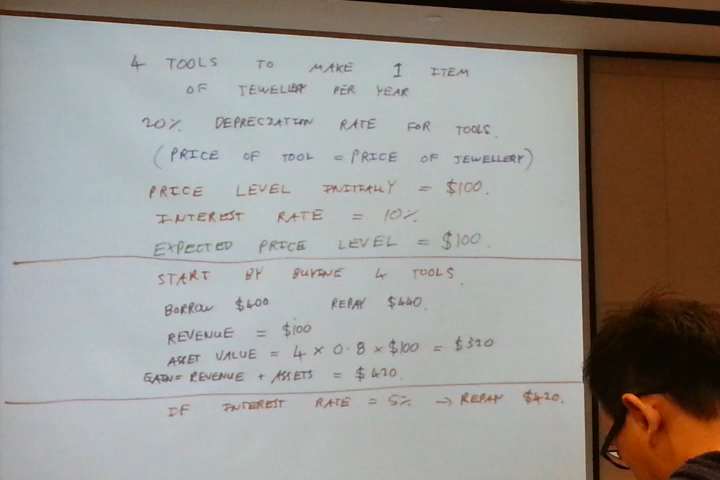 4 TOOLS TO MAKE 1 ITEM
OF JEWELLRY PER YEAR
20% DEPRECIATION RATE FOR TOOLS.
(PRICE OF TOOL = PRICE OF JEWELLERY)
PRICE LEVEL INITIALLY = $100.
INTEREST RATE = 10%
EXPECTED PRICE LEVEL = $100.
START BY BUYING 4 TOOLS.
BORROW $400 REPAY $440.
REVENUE = $100
ASSET VALUE = 4 × 0.8 × $100 = $320
GAIN = REVENUE + ASSETS = $420.
IF INTEREST RATE = 5% → REPAY $420.